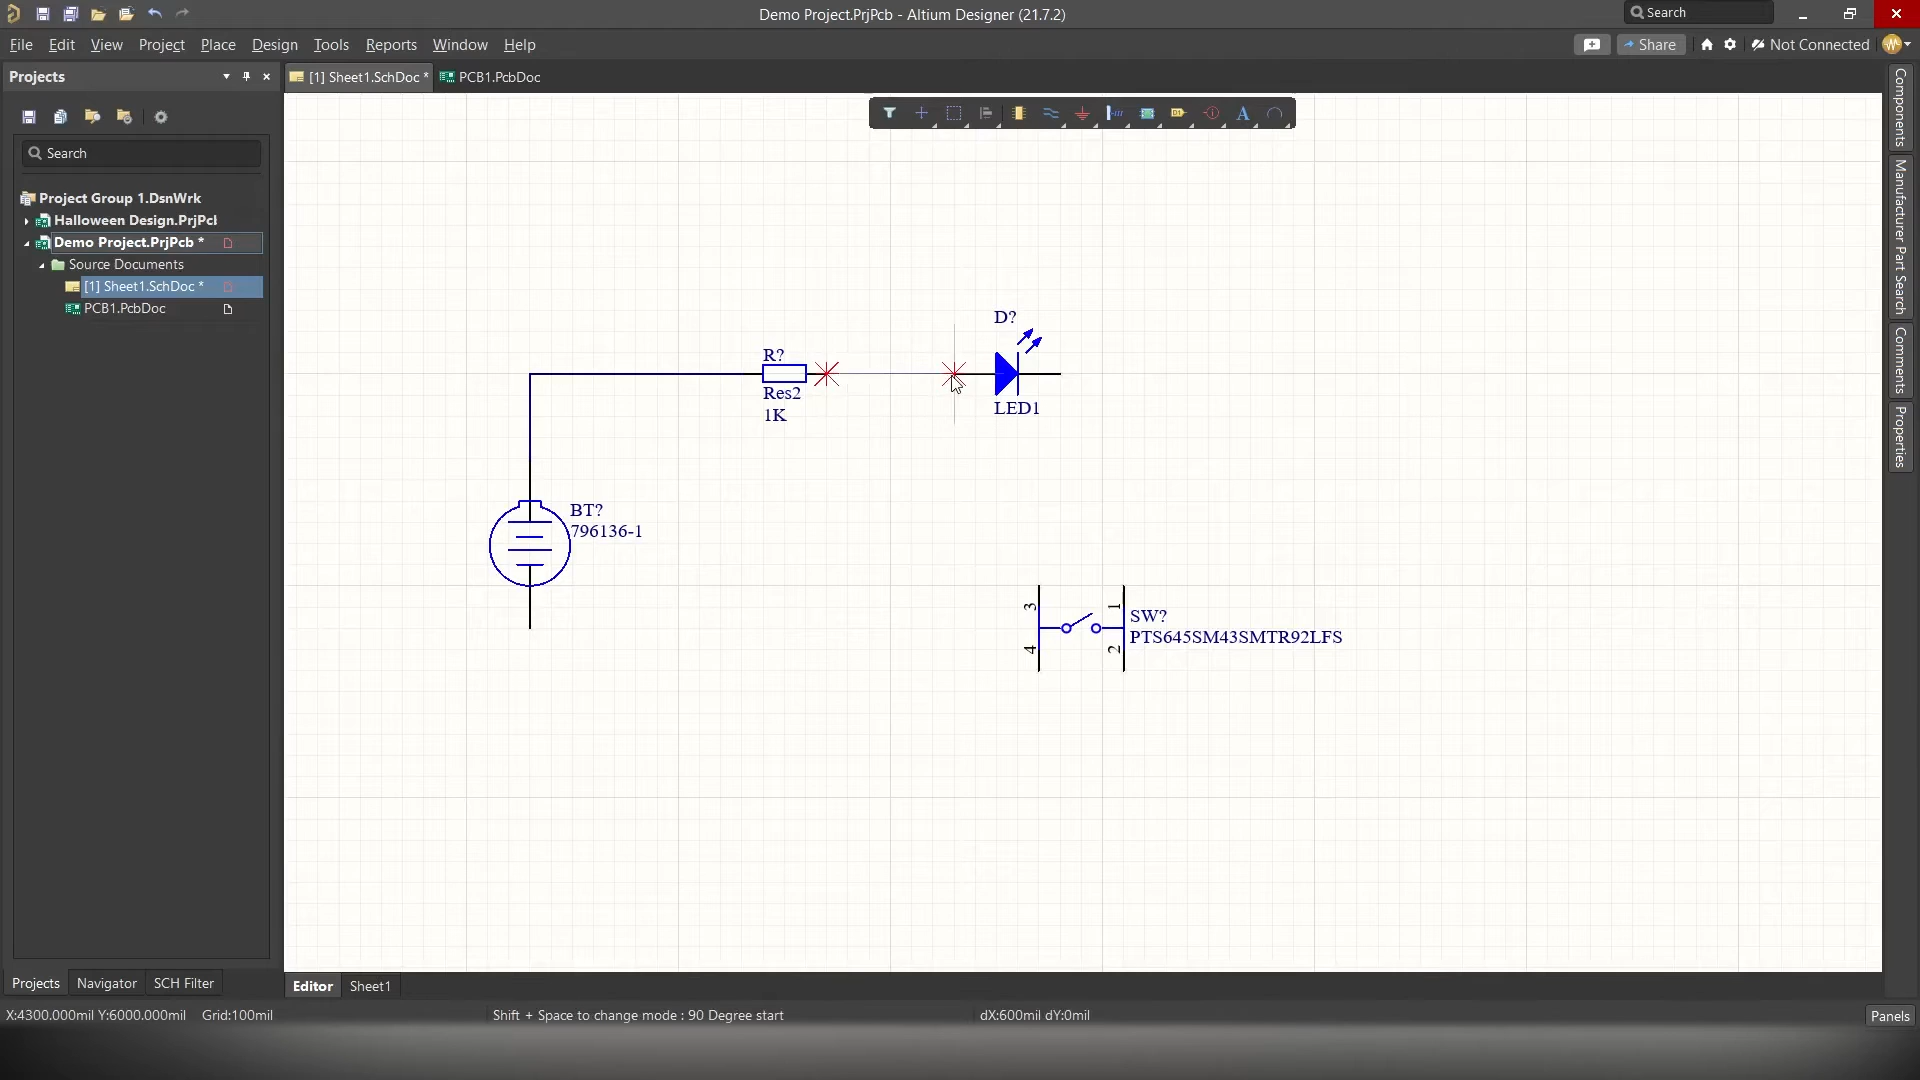 Demo Project.PrjPcb - Altium Designer (21.7.2)
Search
File Edit View Project Place Design Tools Reports Window Help
Share
Not Connected
Projects
[1] Sheet1.SchDoc *
PCB1.PcbDoc
Search
Project Group 1.DsnWrk
Halloween Design.PrjPcb
Demo Project.PrjPcb *
Source Documents
[1] Sheet1.SchDoc *
PCB1.PcbDoc
D?
R?
Res2
1K
LED1
BT?
796136-1
3
1
SW?
PTS645SM43SMTR92LFS
4
2
Components
Manufacturer Part Search
Comments
Properties
Projects Navigator SCH Filter
Editor Sheet1
X:4300.000mil Y:6000.000mil Grid:100mil
Shift + Space to change mode : 90 Degree start
dX:600mil dY:0mil
Panels